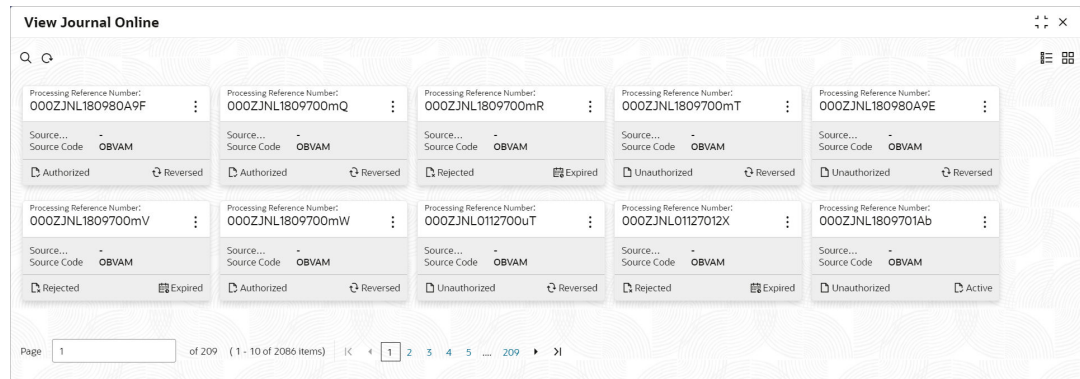 View Journal Online
Processing Reference Number: Processing Reference Number: Processing Reference Number: Processing Reference Number: Processing Reference Number:
000ZJNL180980A9F 000ZJNL1809700mQ 000ZJNL1809700mR 000ZJNL1809700mT 000ZJNL180980A9E
Source... - Source... - Source... - Source... - Source... -
Source Code OBVAM Source Code OBVAM Source Code OBVAM Source Code OBVAM Source Code OBVAM
Authorized Reversed Authorized Reversed Rejected Expired Unauthorized Reversed Unauthorized Reversed
Processing Reference Number: Processing Reference Number: Processing Reference Number: Processing Reference Number: Processing Reference Number:
000ZJNL1809700mV 000ZJNL1809700mW 000ZJNL0112700uT 000ZJNL01127012X 000ZJNL1809701Ab
Source... - Source... - Source... - Source... - Source... -
Source Code OBVAM Source Code OBVAM Source Code OBVAM Source Code OBVAM Source Code OBVAM
Rejected Expired Authorized Reversed Unauthorized Reversed Rejected Expired Unauthorized Active
Page 1 of 209 (1 - 10 of 2086 items) 1 2 3 4 5 .... 209